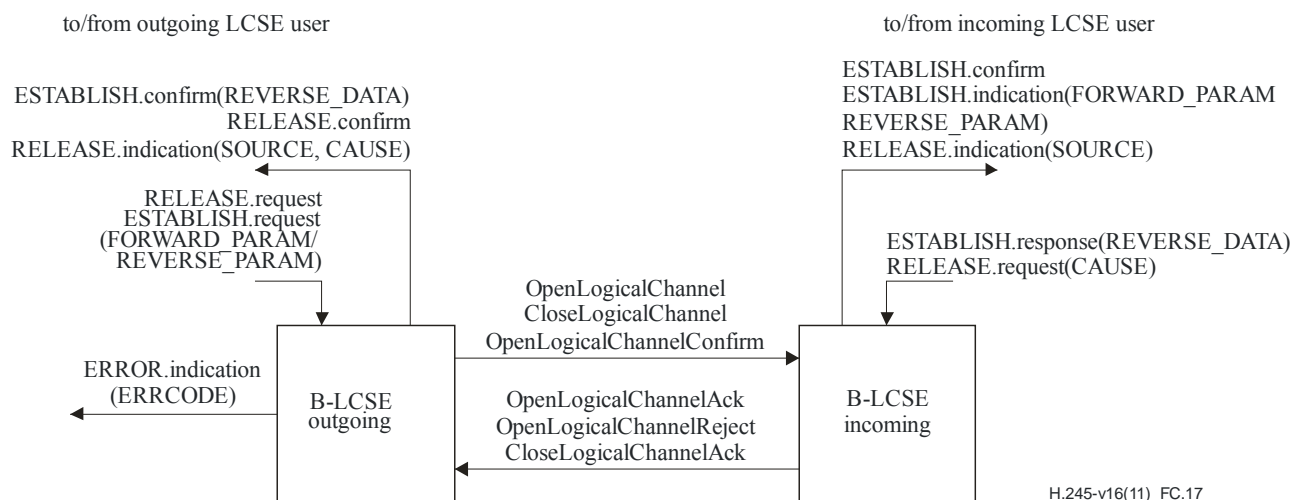 to/from outgoing LCSE user
to/from incoming LCSE user
ESTABLISH.confirm(REVERSE_DATA)
RELEASE.confirm
RELEASE.indication(SOURCE, CAUSE)
ESTABLISH.confirm
ESTABLISH.indication(FORWARD_PARAM
REVERSE_PARAM)
RELEASE.indication(SOURCE)
RELEASE.request
ESTABLISH.request
(FORWARD_PARAM/
REVERSE_PARAM)
ESTABLISH.response(REVERSE_DATA)
RELEASE.request(CAUSE)
OpenLogicalChannel
CloseLogicalChannel
OpenLogicalChannelConfirm
ERROR.indication
(ERRCODE)
B-LCSE
outgoing
OpenLogicalChannelAck
OpenLogicalChannelReject
CloseLogicalChannelAck
B-LCSE
incoming
H.245-v16(11)_FC.17